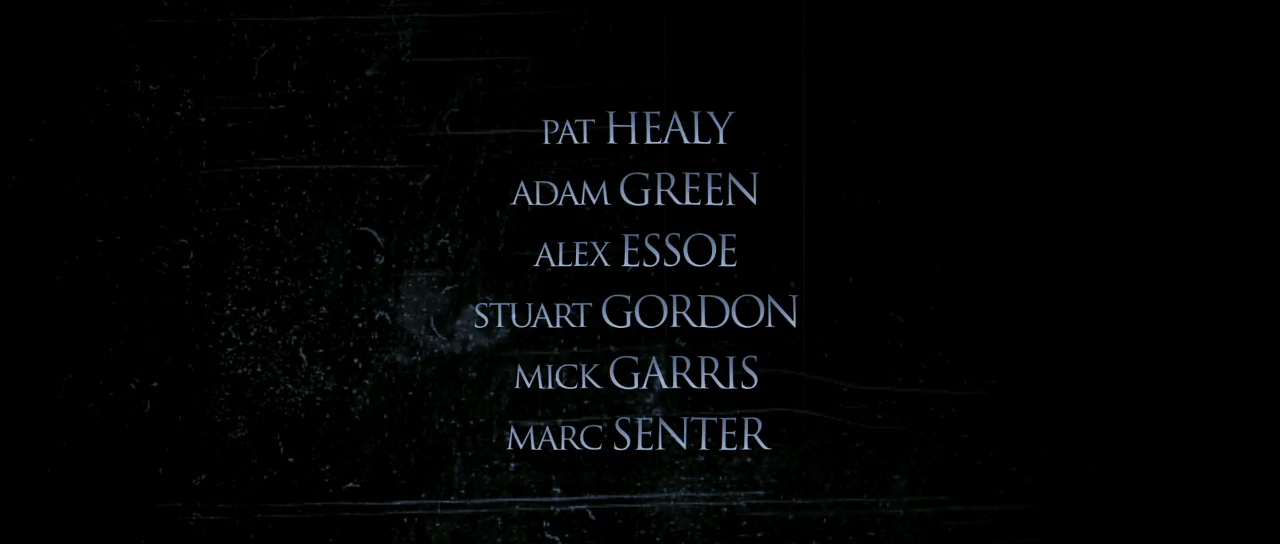 PAT HEALY
ADAM GREEN
ALEX ESSOE
STUART GORDON
MICK GARRIS
MARC SENTER